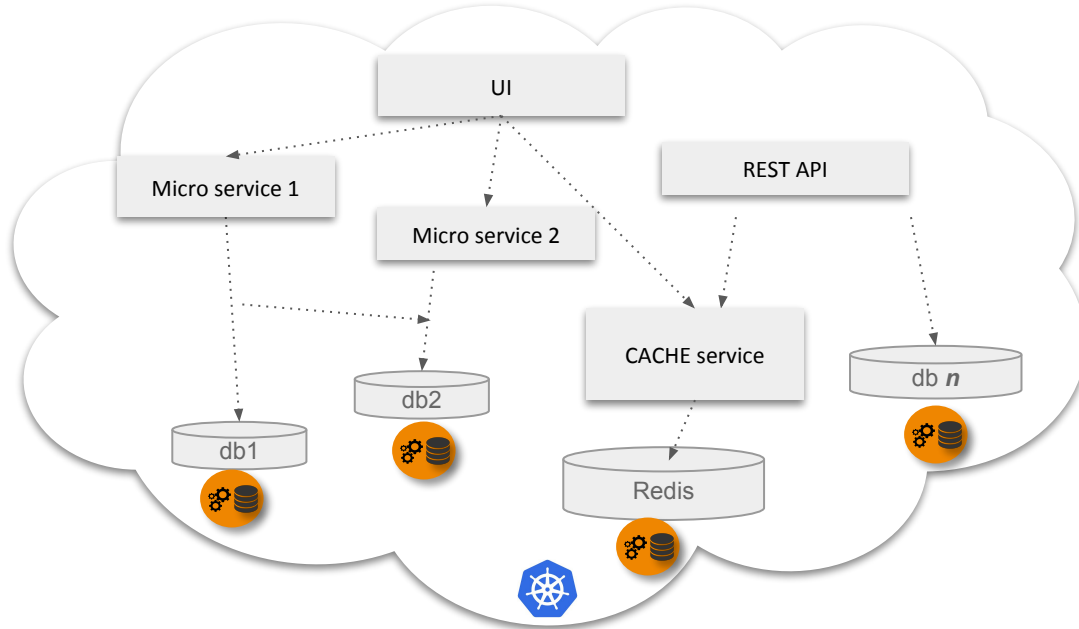 UI
Micro service 1
REST API
Micro service 2
CACHE service
db n
db2
db1
Redis